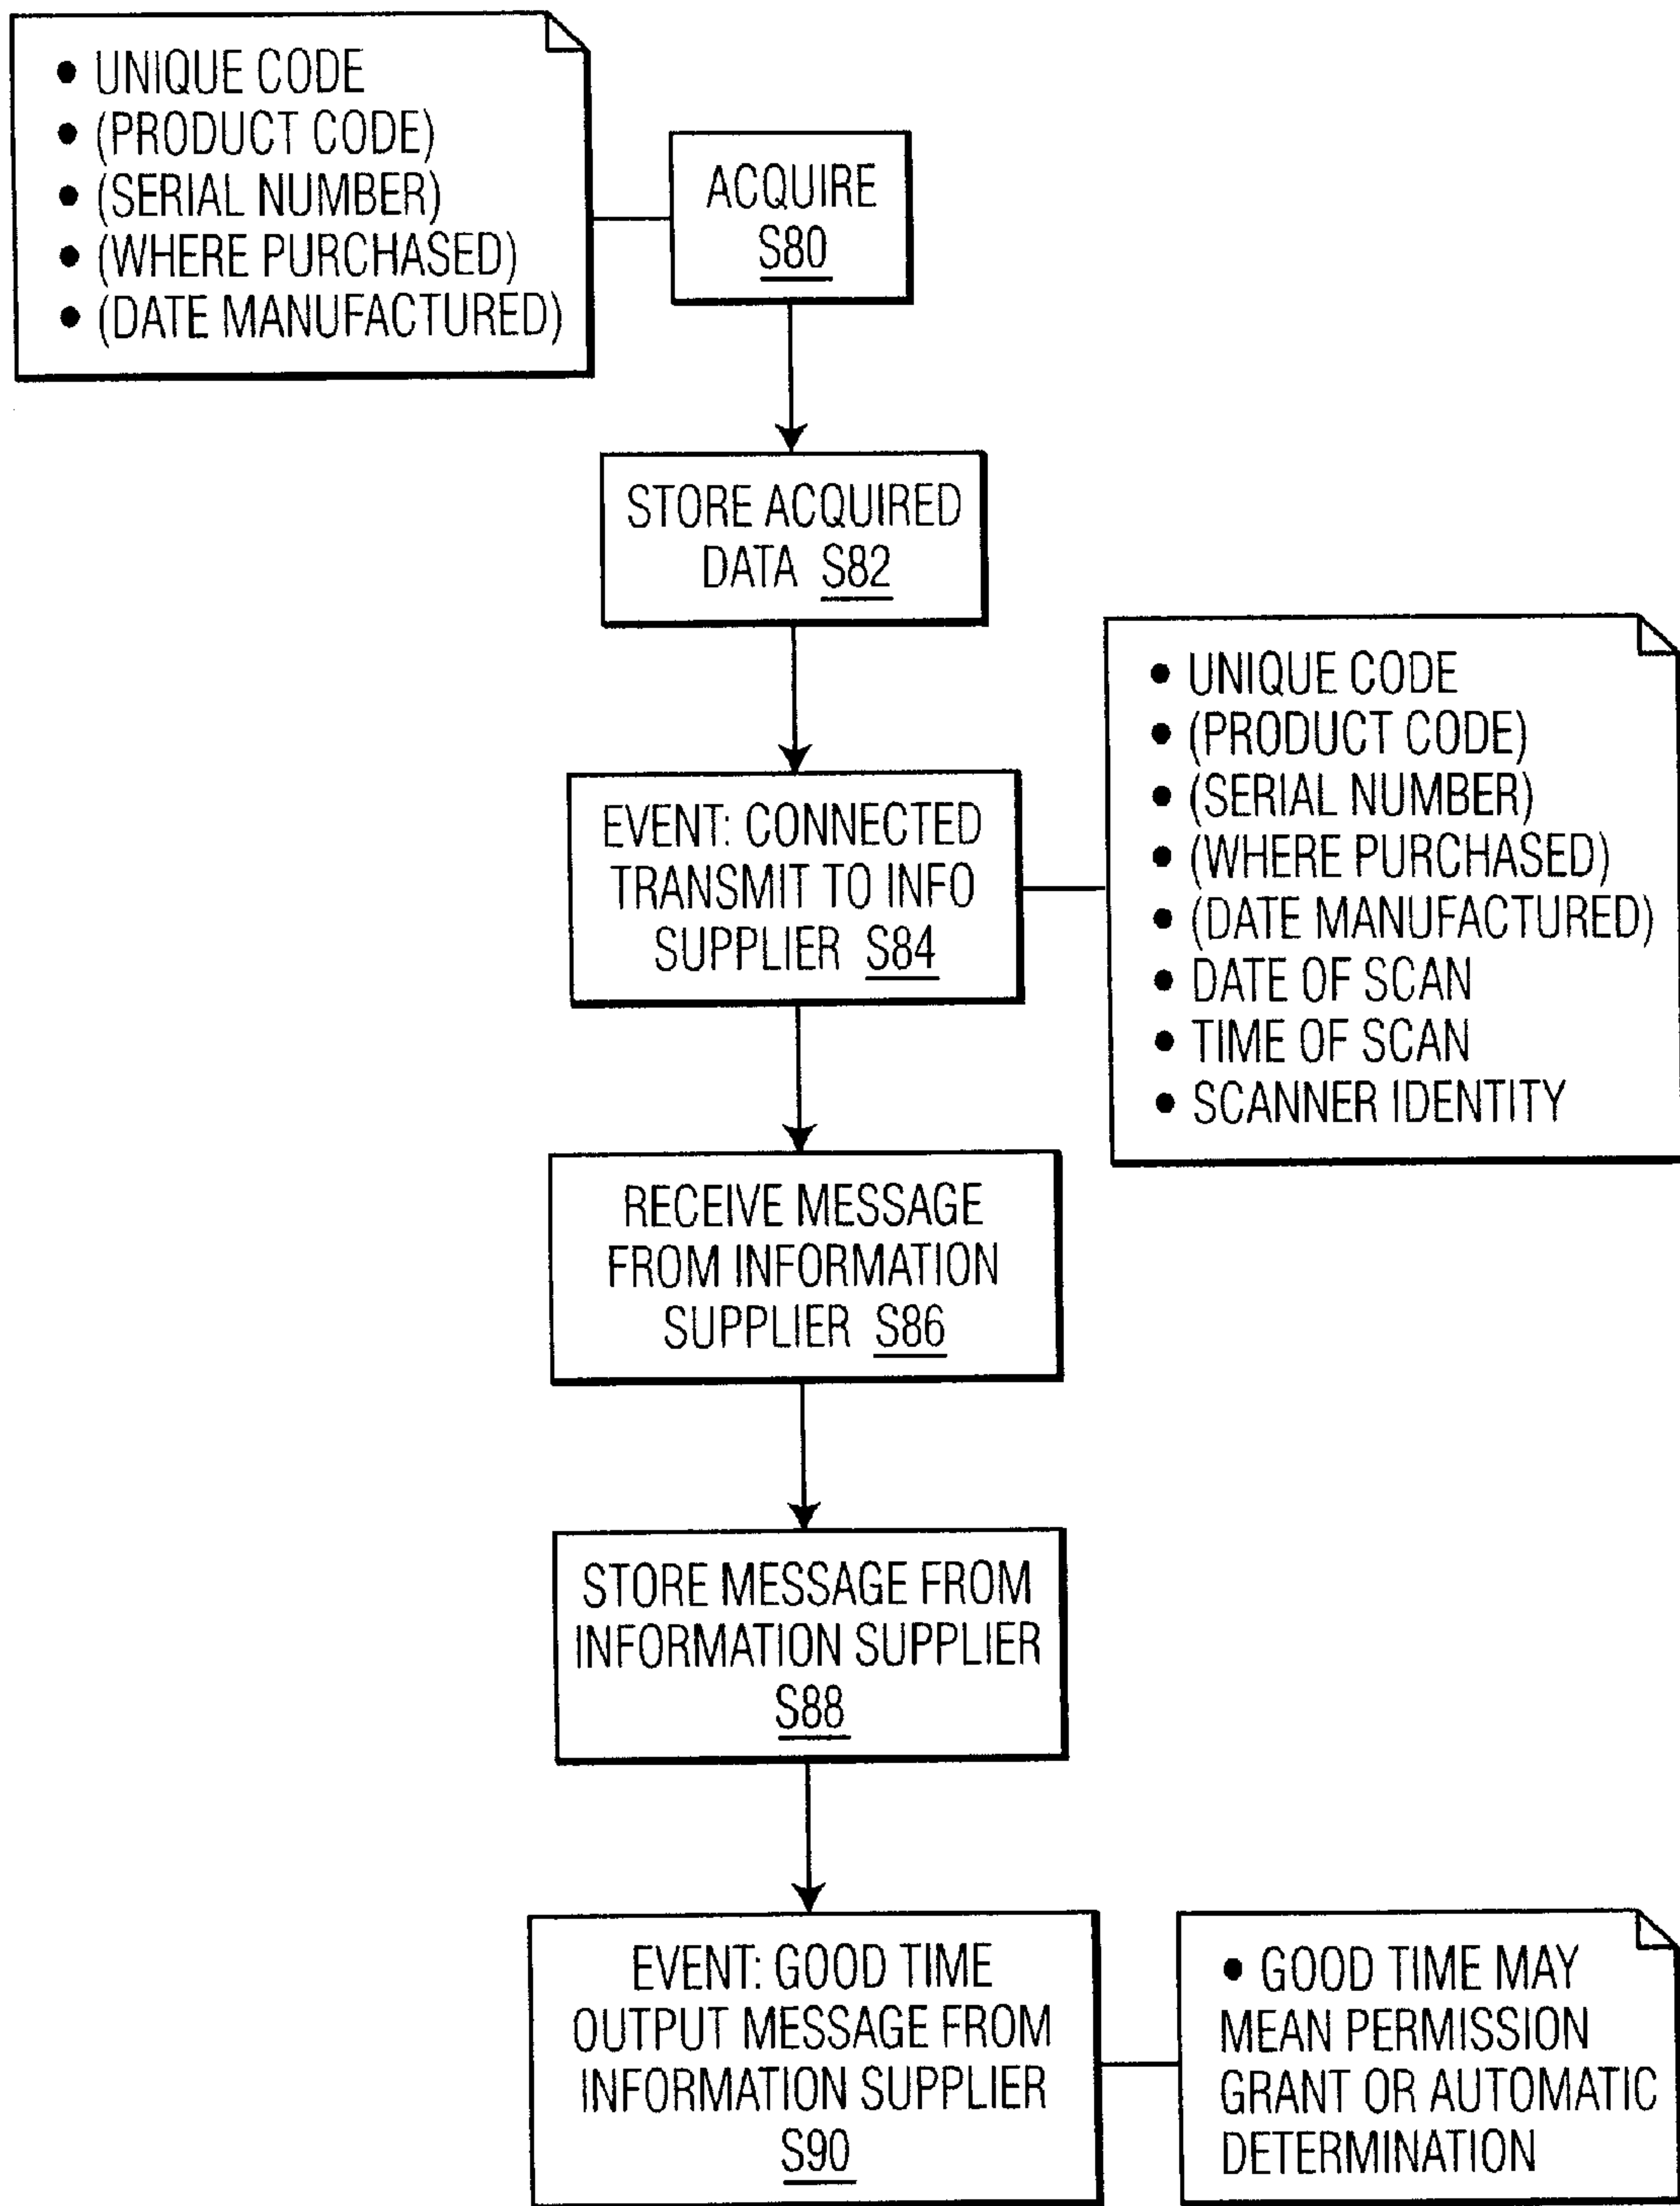 • UNIQUE CODE
• (PRODUCT CODE)
• (SERIAL NUMBER)
• (WHERE PURCHASED)
• (DATE MANUFACTURED)
ACQUIRE
S80
STORE ACQUIRED
DATA S82
EVENT: CONNECTED
TRANSMIT TO INFO
SUPPLIER S84
• UNIQUE CODE
• (PRODUCT CODE)
• (SERIAL NUMBER)
• (WHERE PURCHASED)
• (DATE MANUFACTURED)
• DATE OF SCAN
• TIME OF SCAN
• SCANNER IDENTITY
RECEIVE MESSAGE
FROM INFORMATION
SUPPLIER S86
STORE MESSAGE FROM
INFORMATION SUPPLIER
S88
EVENT: GOOD TIME
OUTPUT MESSAGE FROM
INFORMATION SUPPLIER
S90
• GOOD TIME MAY
MEAN PERMISSION
GRANT OR AUTOMATIC
DETERMINATION